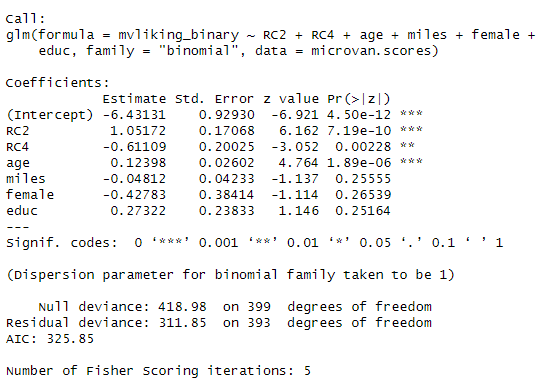 Call:
glm(formula = mvliking_binary ~ RC2 + RC4 + age + miles + female +
    educ, family = "binomial", data = microvan.scores)

Coefficients:
            Estimate Std. Error z value Pr(>|z|)
(Intercept) -6.43131    0.92930  -6.921 4.50e-12 ***
RC2          1.05172    0.17068   6.162 7.19e-10 ***
RC4         -0.61109    0.20025  -3.052  0.00228 **
age          0.12398    0.02602   4.764 1.89e-06 ***
miles       -0.04812    0.04233  -1.137  0.25555
female      -0.42783    0.38414  -1.114  0.26539
educ         0.27322    0.23833   1.146  0.25164
---
Signif. codes:  0 ‘***’ 0.001 ‘**’ 0.01 ‘*’ 0.05 ‘.’ 0.1 ‘ ’ 1

(Dispersion parameter for binomial family taken to be 1)

    Null deviance: 418.98  on 399  degrees of freedom
Residual deviance: 311.85  on 393  degrees of freedom
AIC: 325.85

Number of Fisher Scoring iterations: 5